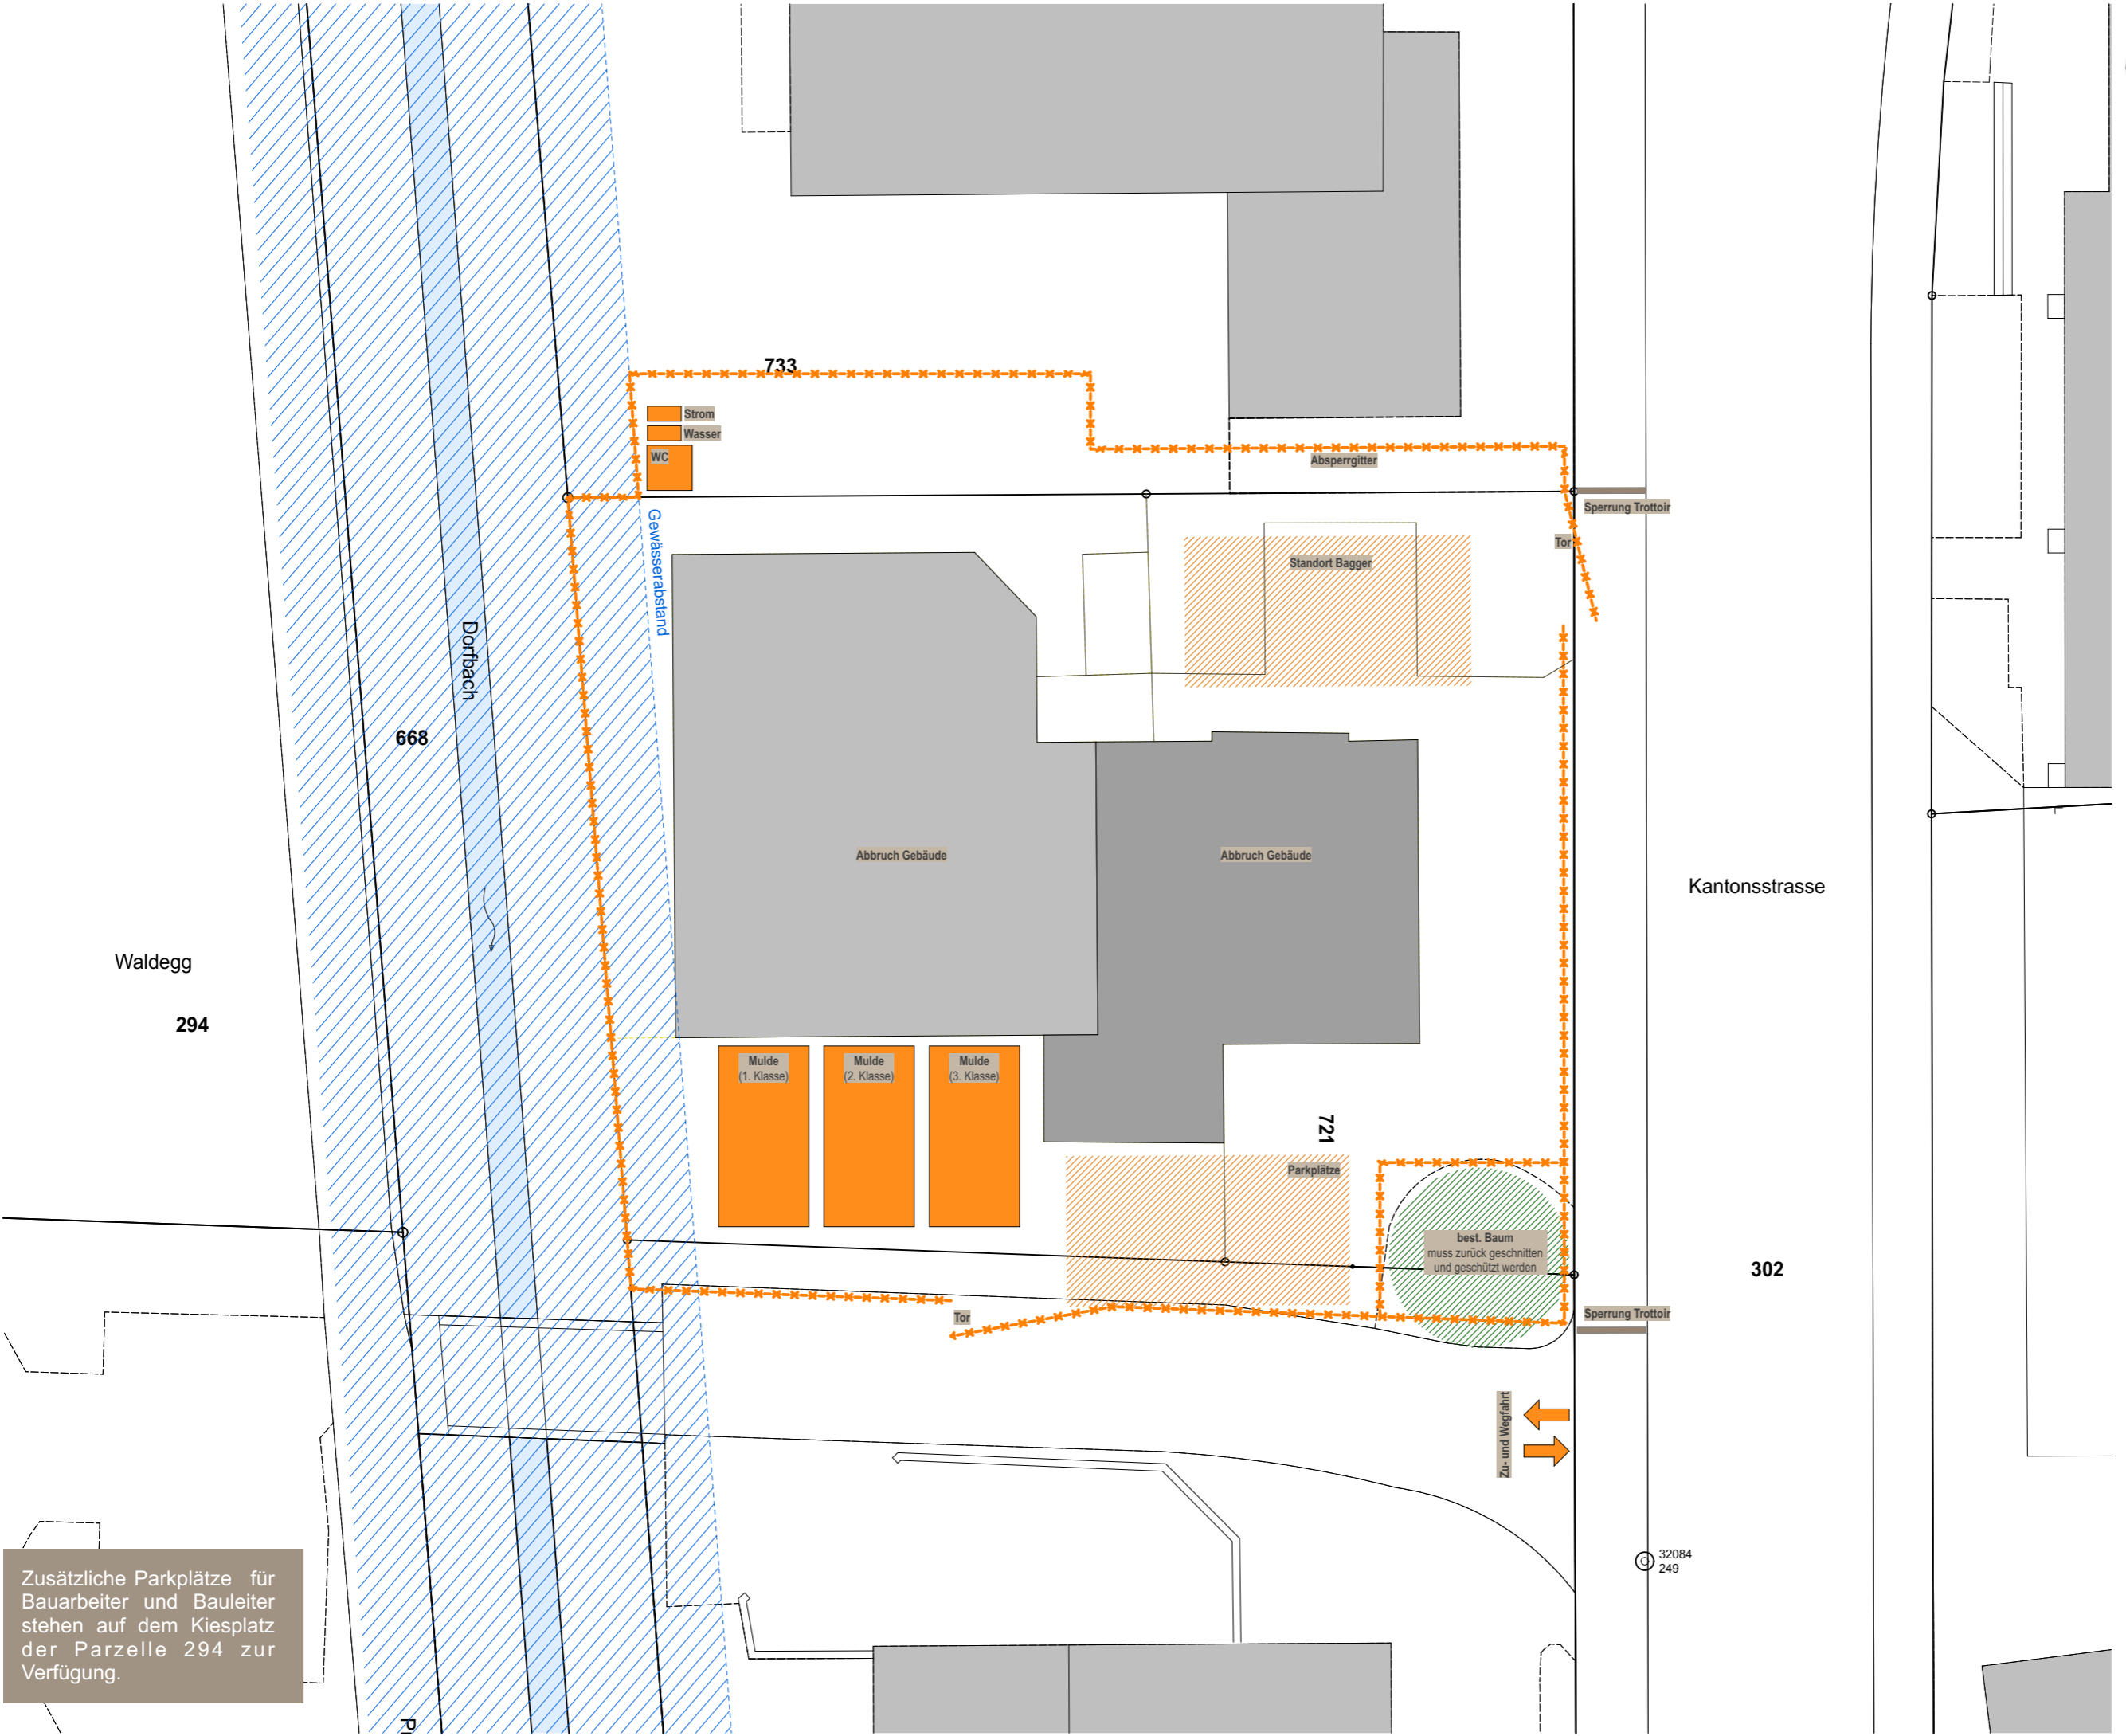 733
Strom
Wasser
WC
Absperrgitter
Sperrung Trottoir
Tor
Standort Bagger
Gewässerabstand
Dorfbach
668
Abbruch Gebäude
Abbruch Gebäude
Kantonsstrasse
Waldegg
294
Mulde
(1. Klasse)
Mulde
(2. Klasse)
Mulde
(3. Klasse)
721
Parkplätze
best. Baum
muss zurück geschnitten
und geschützt werden
302
Sperrung Trottoir
Tor
Zu- und Wegfahrt
32084
249
Zusätzliche Parkplätze für
Bauarbeiter und Bauleiter
stehen auf dem Kiesplatz
der Parzelle 294 zur
Verfügung.